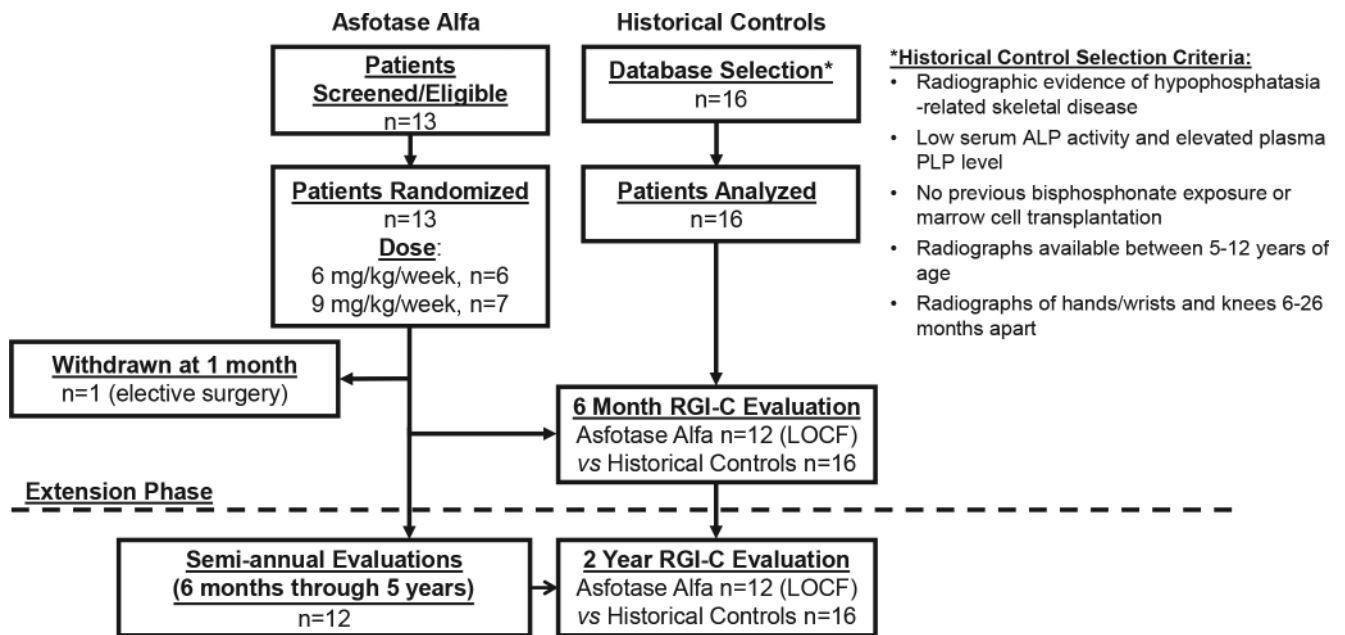 Asfotase Alfa
Historical Controls
Patients
Screened/Eligible
n=13
Database Selection*
n=16
*Historical Control Selection Criteria:
• Radiographic evidence of hypophosphatasia
-related skeletal disease
• Low serum ALP activity and elevated plasma
PLP level
• No previous bisphosphonate exposure or
marrow cell transplantation
• Radiographs available between 5-12 years of
age
• Radiographs of hands/wrists and knees 6-26
months apart
Patients Randomized
n=13
Dose:
6 mg/kg/week, n=6
9 mg/kg/week, n=7
Patients Analyzed
n=16
Withdrawn at 1 month
n=1 (elective surgery)
6 Month RGI-C Evaluation
Asfotase Alfa n=12 (LOCF)
vs Historical Controls n=16
Extension Phase
Semi-annual Evaluations
(6 months through 5 years)
n=12
2 Year RGI-C Evaluation
Asfotase Alfa n=12 (LOCF)
vs Historical Controls n=16